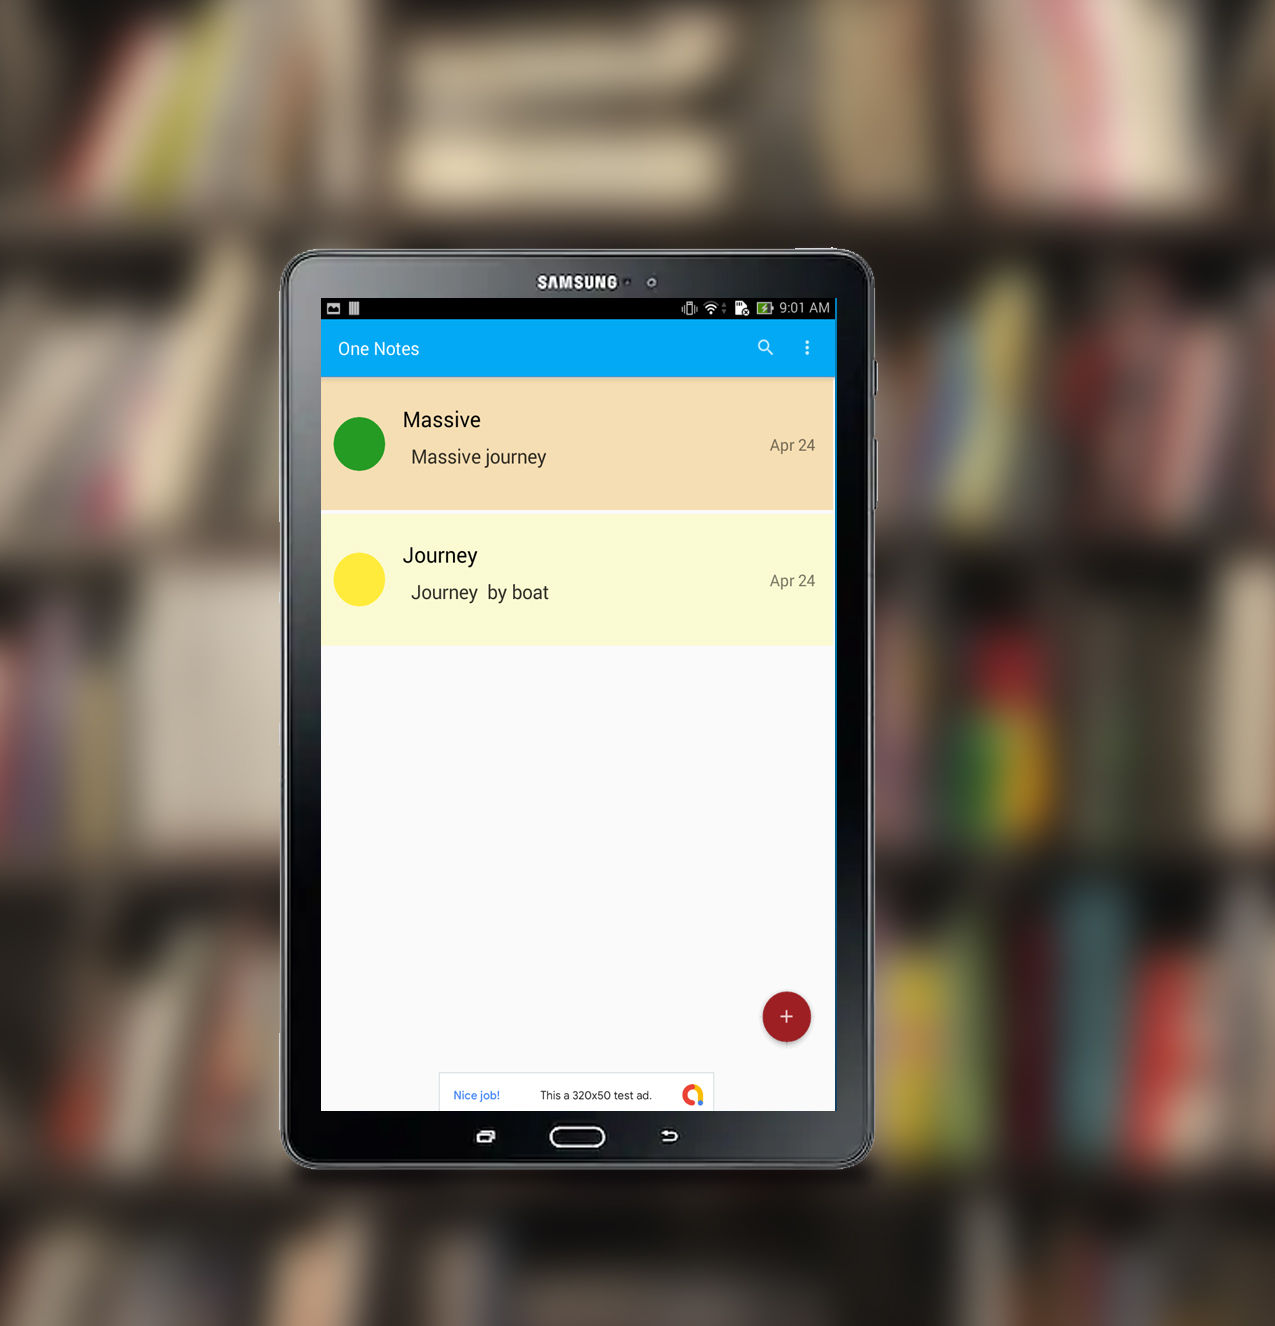 SAMSUNG
9:01 AM
One Notes
Massive
Massive journey
Apr 24
Journey
Journey  by boat
Apr 24
+
Nice job!
This a 320x50 test ad.